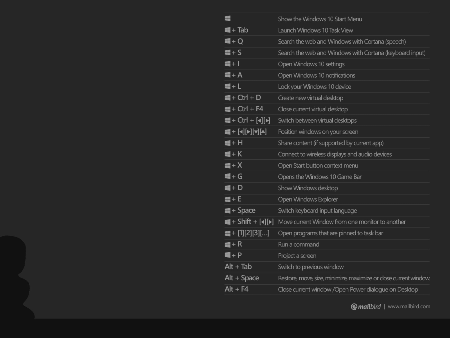 Show the Windows 10 Start Menu
+ Tab Launch Windows 10 Task View
+ Q Search the web and Windows with Cortana (speech)
+ S Search the web and Windows with Cortana (keyboard input)
+ I Open Windows 10 settings
+ A Open Windows 10 notifications
+ L Lock your Windows 10 device
+ Ctrl + D Create new virtual desktop
+ Ctrl + F4 Close current virtual desktop
+ Ctrl + [◂][▸] Switch between virtual desktops
+ [◂][▸][▾][▴] Position windows on your screen
+ H Share content (if supported by current app)
+ K Connect to wireless displays and audio devices
+ X Open Start button context menu
+ G Opens the Windows 10 Game Bar
+ D Show Windows desktop
+ E Open Windows Explorer
+ Space Switch keyboard input language
+ Shift + [◂][▸] Move current Window from one monitor to another
+ [1][2][3][...] Open programs that are pinned to task bar
+ R Run a command
+ P Project a screen
Alt + Tab Switch to previous window
Alt + Space Restore, move, size, minimize, maximize or close current window
Alt + F4 Close current window /Open Power dialogue on Desktop
mailbird | www.mailbird.com